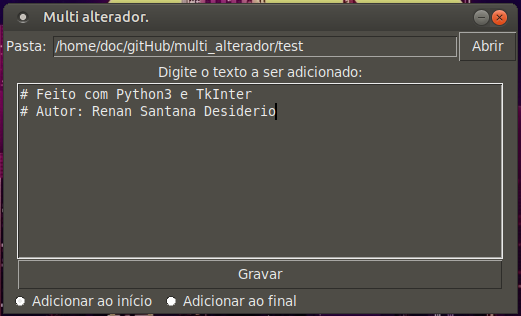 Multi alterador.
Pasta: /home/doc/gitHub/multi_alterador/test Abrir
Digite o texto a ser adicionado:
# Feito com Python3 e TkInter
# Autor: Renan Santana Desiderio
Gravar
Adicionar ao início Adicionar ao final